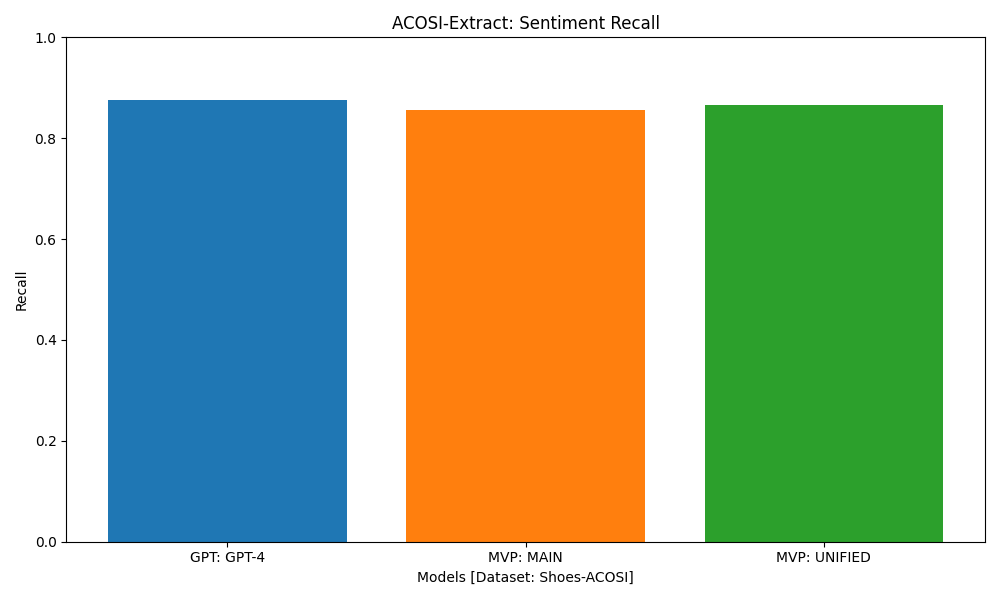 ACOSI-Extract: Sentiment Recall
1.0
0.8
0.6
0.4
0.2
0.0
Recall
GPT: GPT-4
MVP: MAIN
MVP: UNIFIED
Models [Dataset: Shoes-ACOSI]